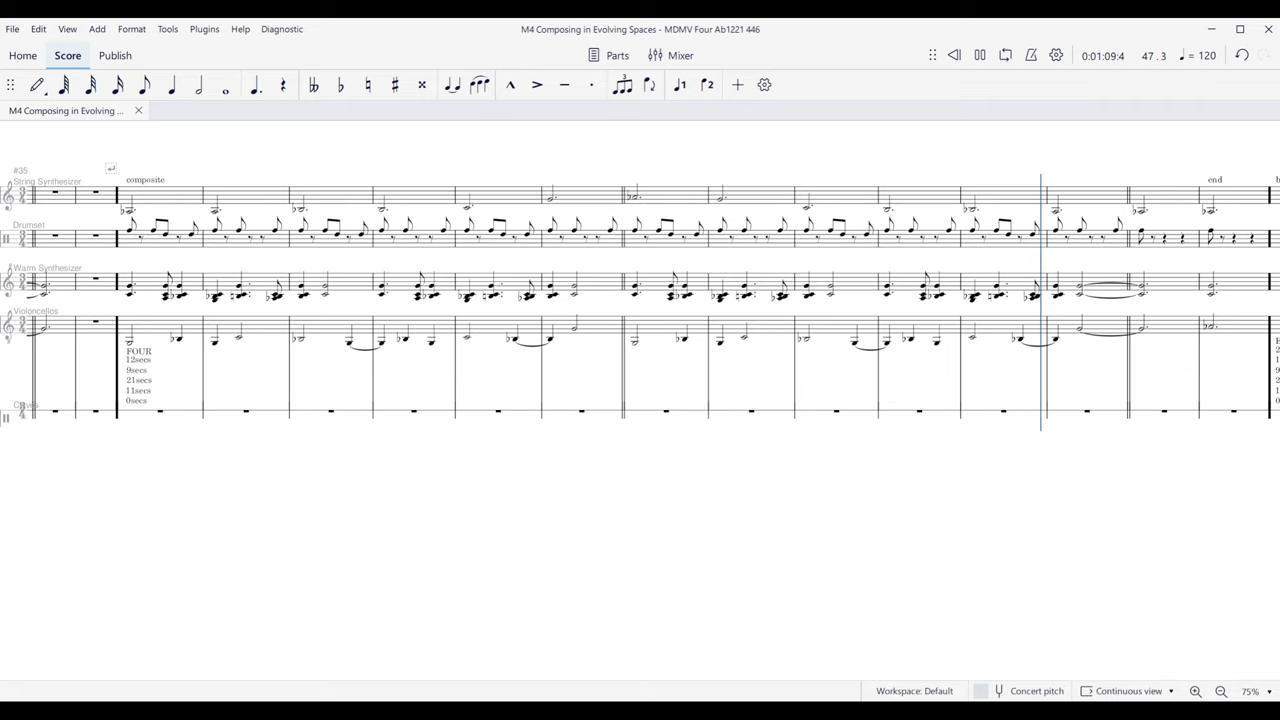 File Edit View Add Format Tools Plugins Help Diagnostic
M4 Composing in Evolving Spaces - MDMV Four Ab1221 446
Home Score Publish
Parts Mixer
0:01:09:4 47 . 3 = 120
M4 Composing in Evolving ...
#35
String Synthesizer
composite
end
Drumset
Warm Synthesizer
Violoncellos
FOUR
12secs
9secs
21secs
11secs
0secs
Workspace: Default
Concert pitch
Continuous view
75%